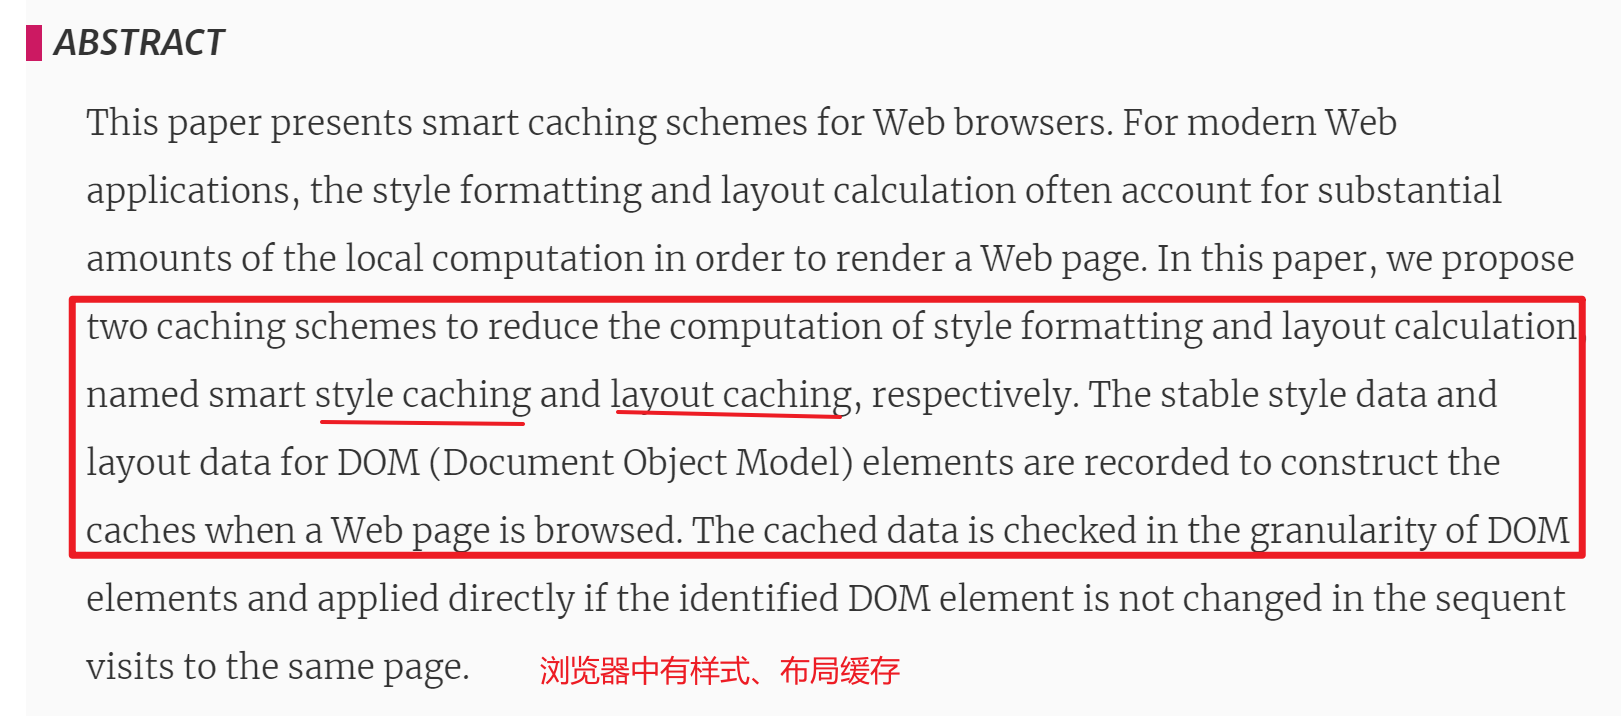 ABSTRACT
This paper presents smart caching schemes for Web browsers. For modern Web
applications, the style formatting and layout calculation often account for substantial
amounts of the local computation in order to render a Web page. In this paper, we propose
two caching schemes to reduce the computation of style formatting and layout calculation,
named smart style caching and layout caching, respectively. The stable style data and
layout data for DOM (Document Object Model) elements are recorded to construct the
caches when a Web page is browsed. The cached data is checked in the granularity of DOM
elements and applied directly if the identified DOM element is not changed in the sequent
visits to the same page.
浏览器中有样式、布局缓存